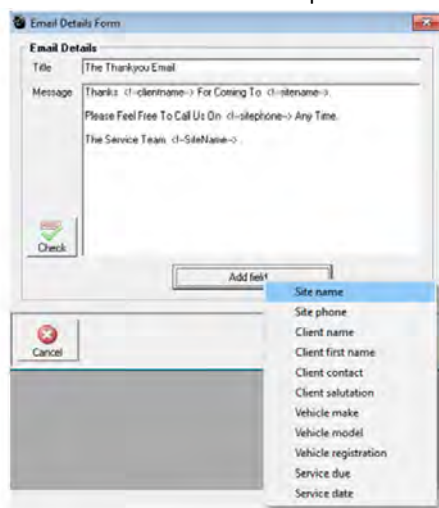 Email Details Form
Email Details
Title
The Thankyou Email
Message
Thanks <!--clientname--> For Coming To <!--sitename-->.
Please Feel Free To Call Us On <!--sitephone--> Any Time.
The Service Team <!--SiteName-->.
Check
Add field
Site name
Site phone
Client name
Client first name
Client contact
Client salutation
Vehicle make
Vehicle model
Vehicle registration
Service due
Service date
Cancel